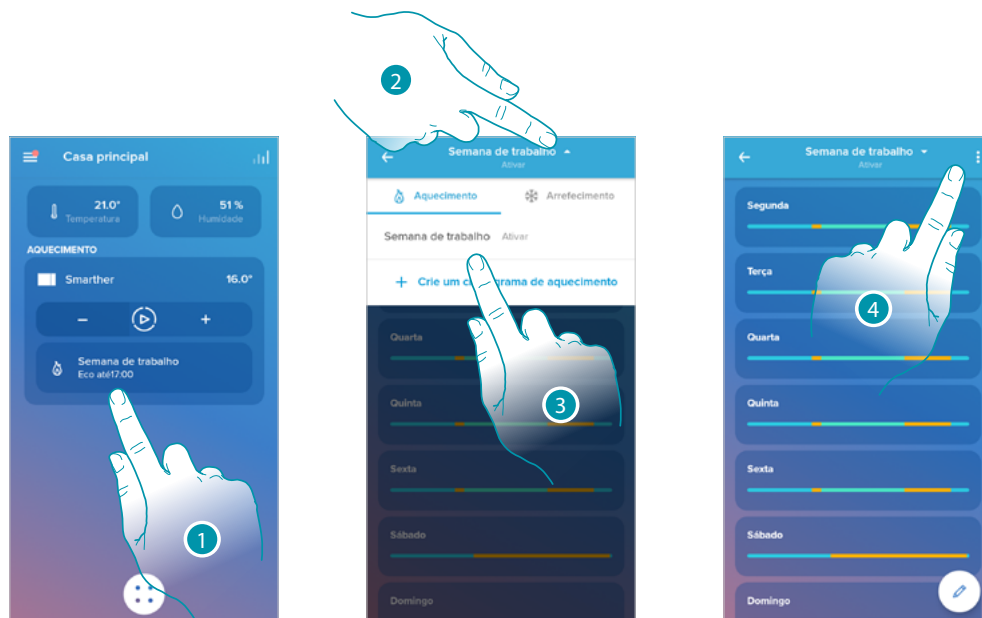 Casa principal
21.0°
Temperatura
51 %
Humidade
AQUECIMENTO
Smarther
16.0°
Semana de trabalho
Eco até17:00
1
2
Semana de trabalho
Ativar
Aquecimento
Arrefecimento
Semana de trabalho Ativar
+ Crie um grama de aquecimento
Quarta
Quinta
Sexta
Sábado
Domingo
3
Semana de trabalho
Ativar
Segunda
Terça
Quarta
Quinta
Sexta
Sábado
Domingo
4